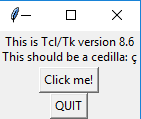 This is Tcl/Tk version 8.6
This should be a cedilla: ç
Click me!
QUIT